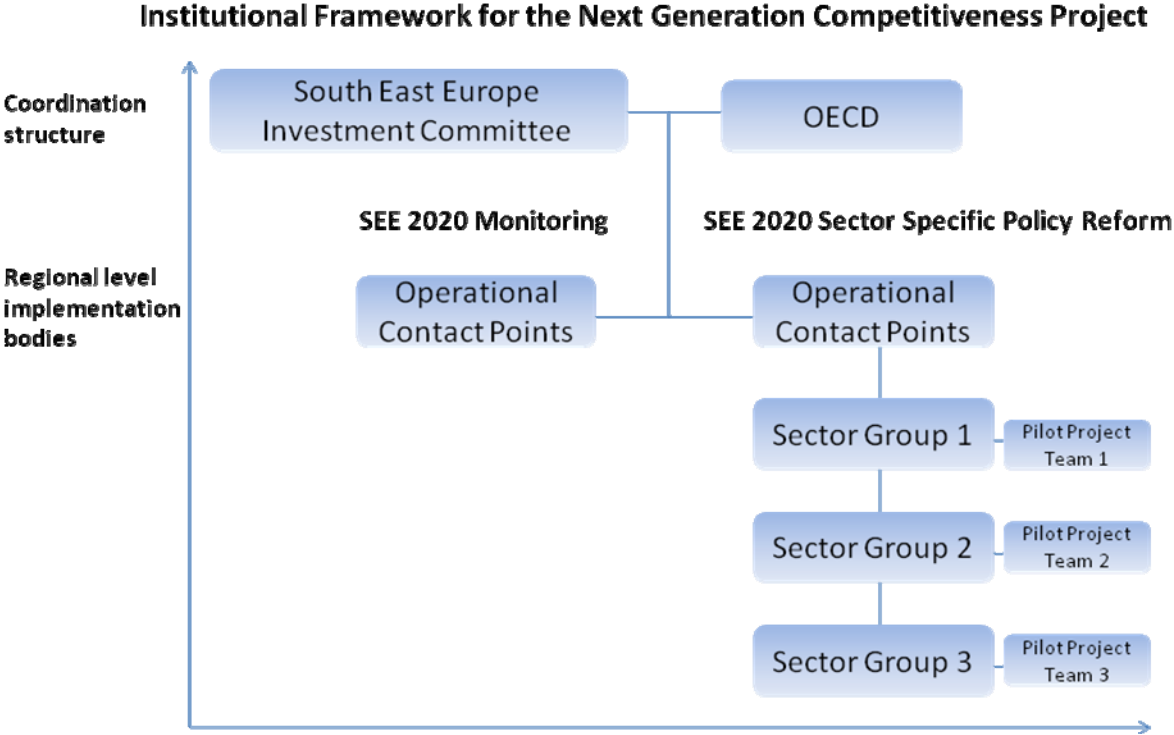 Institutional Framework for the Next Generation Competitiveness Project
Coordination
structure
South East Europe
Investment Committee
OECD
SEE 2020 Monitoring
SEE 2020 Sector Specific Policy Reform
Regional level
implementation
bodies
Operational
Contact Points
Operational
Contact Points
Sector Group 1
Pilot Project
Team 1
Sector Group 2
Pilot Project
Team 2
Sector Group 3
Pilot Project
Team 3